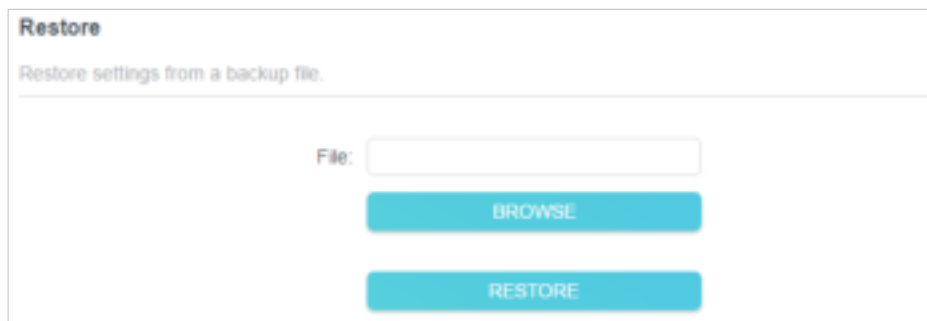 Restore
Restore settings from a backup file.
File:
BROWSE
RESTORE